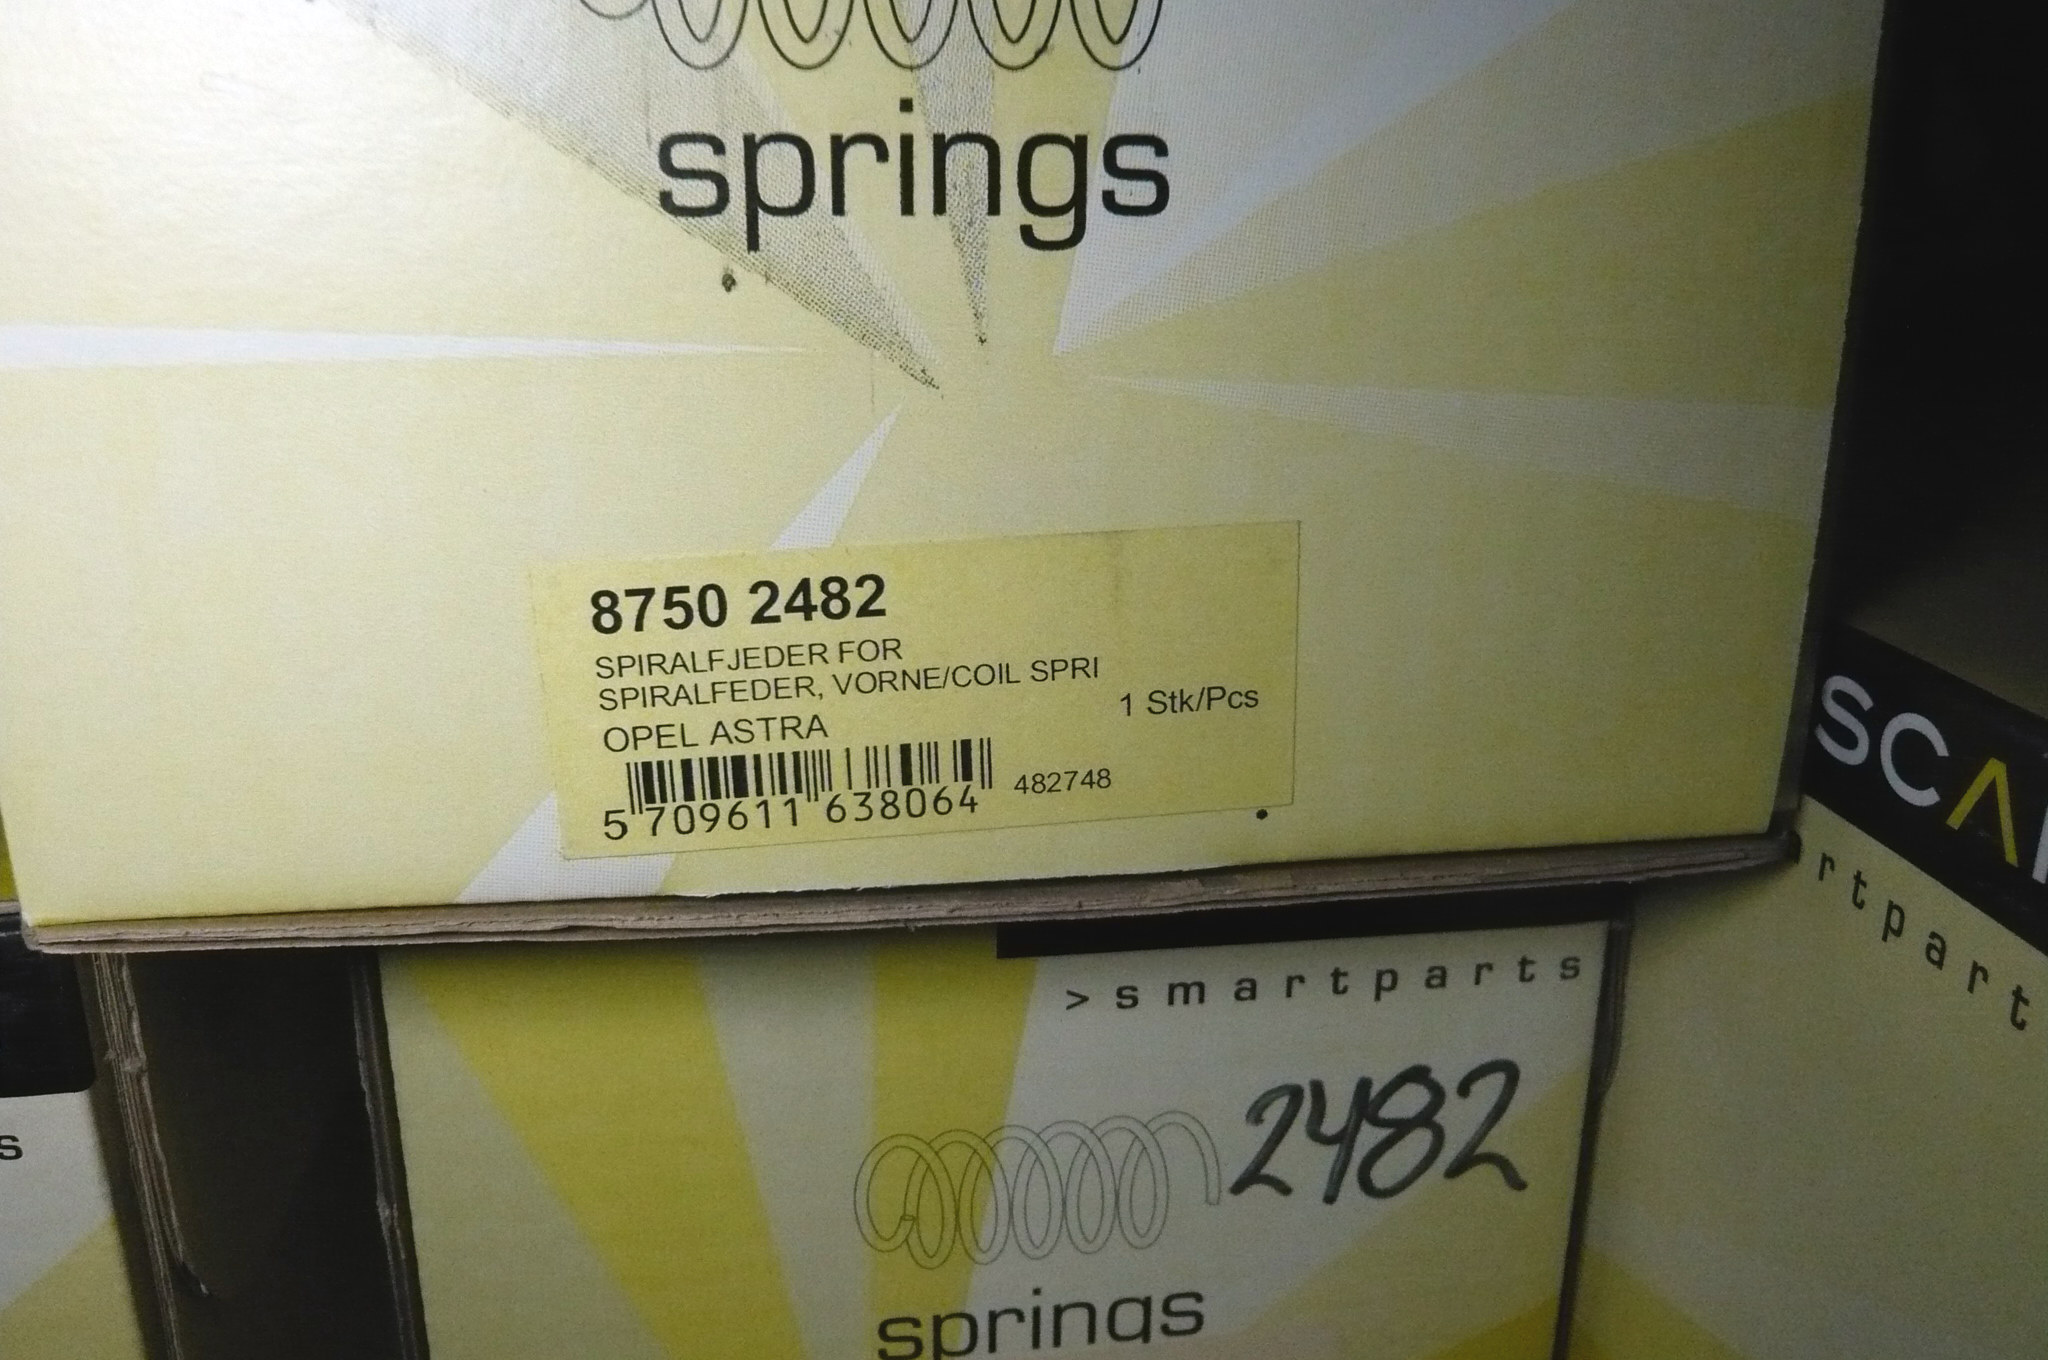 springs
8750 2482
SPIRALFJEDER FOR
SPIRALFEDER, VORNE/COIL SPRI
1 Stk/Pcs
OPEL ASTRA
5 709611 638064
482748
SCA
rtpart
>smartparts
2482
s
springs